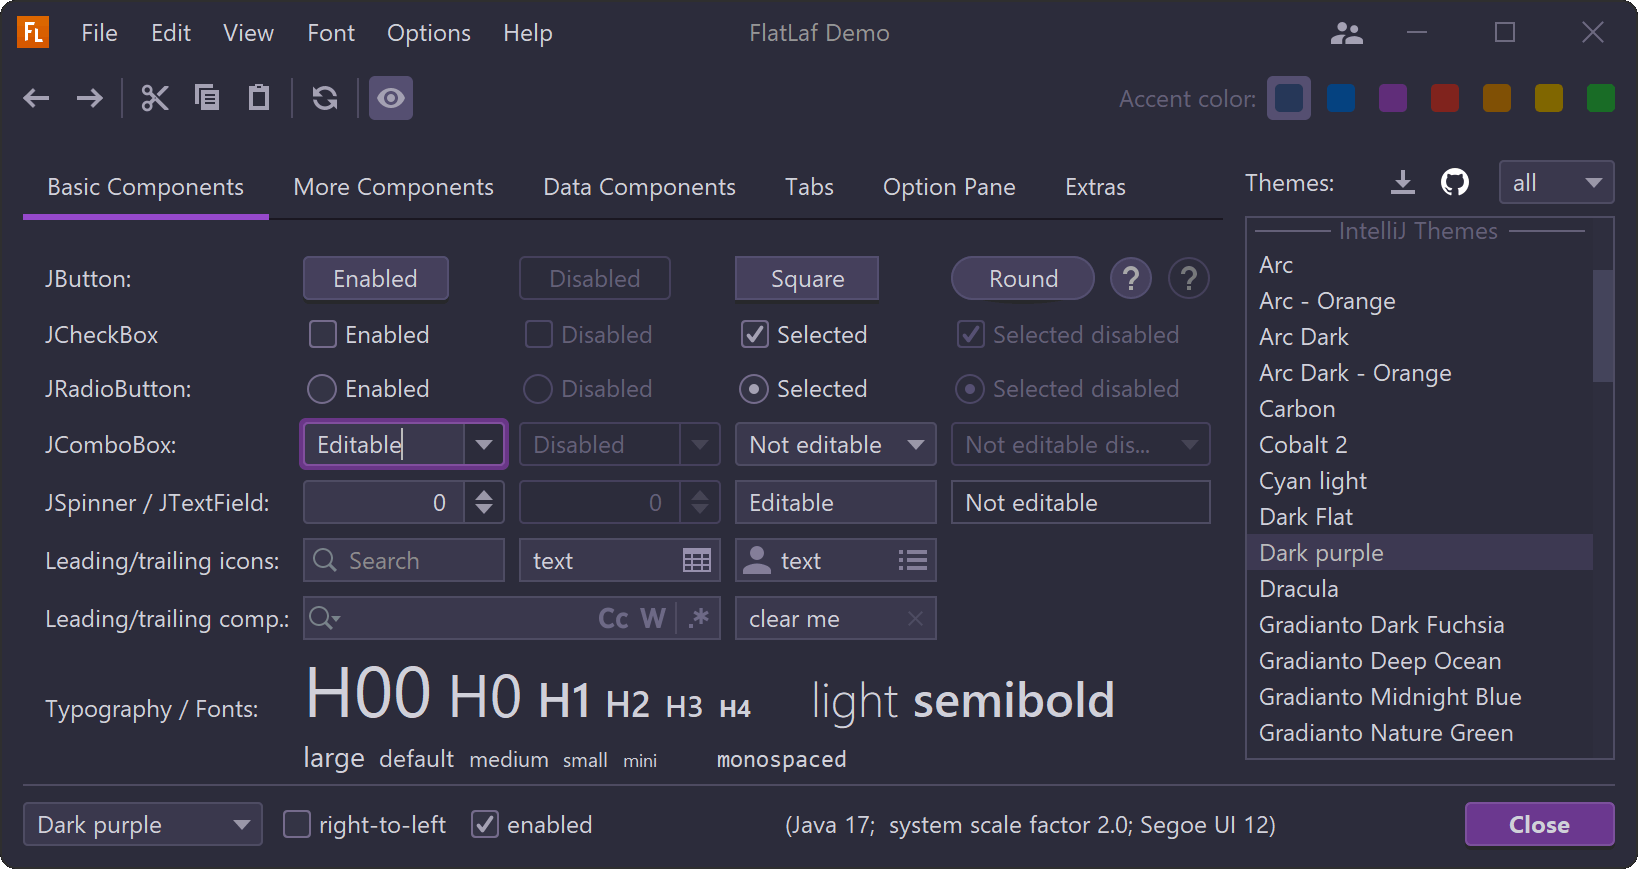 FL File Edit View Font Options Help FlatLaf Demo
Accent color:
Basic Components More Components Data Components Tabs Option Pane Extras
Themes: all
IntelliJ Themes
Arc
Arc - Orange
Arc Dark
Arc Dark - Orange
Carbon
Cobalt 2
Cyan light
Dark Flat
Dark purple
Dracula
Gradianto Dark Fuchsia
Gradianto Deep Ocean
Gradianto Midnight Blue
Gradianto Nature Green
JButton: Enabled Disabled Square Round ? ?
JCheckBox Enabled Disabled Selected Selected disabled
JRadioButton: Enabled Disabled Selected Selected disabled
JComboBox: Editable Disabled Not editable Not editable dis...
JSpinner / JTextField: 0 0 Editable Not editable
Leading/trailing icons: Search text text
Leading/trailing comp.: Cc W .* clear me
Typography / Fonts: H00 H0 H1 H2 H3 H4 light semibold
large default medium small mini monospaced
Dark purple right-to-left enabled (Java 17; system scale factor 2.0; Segoe UI 12) Close